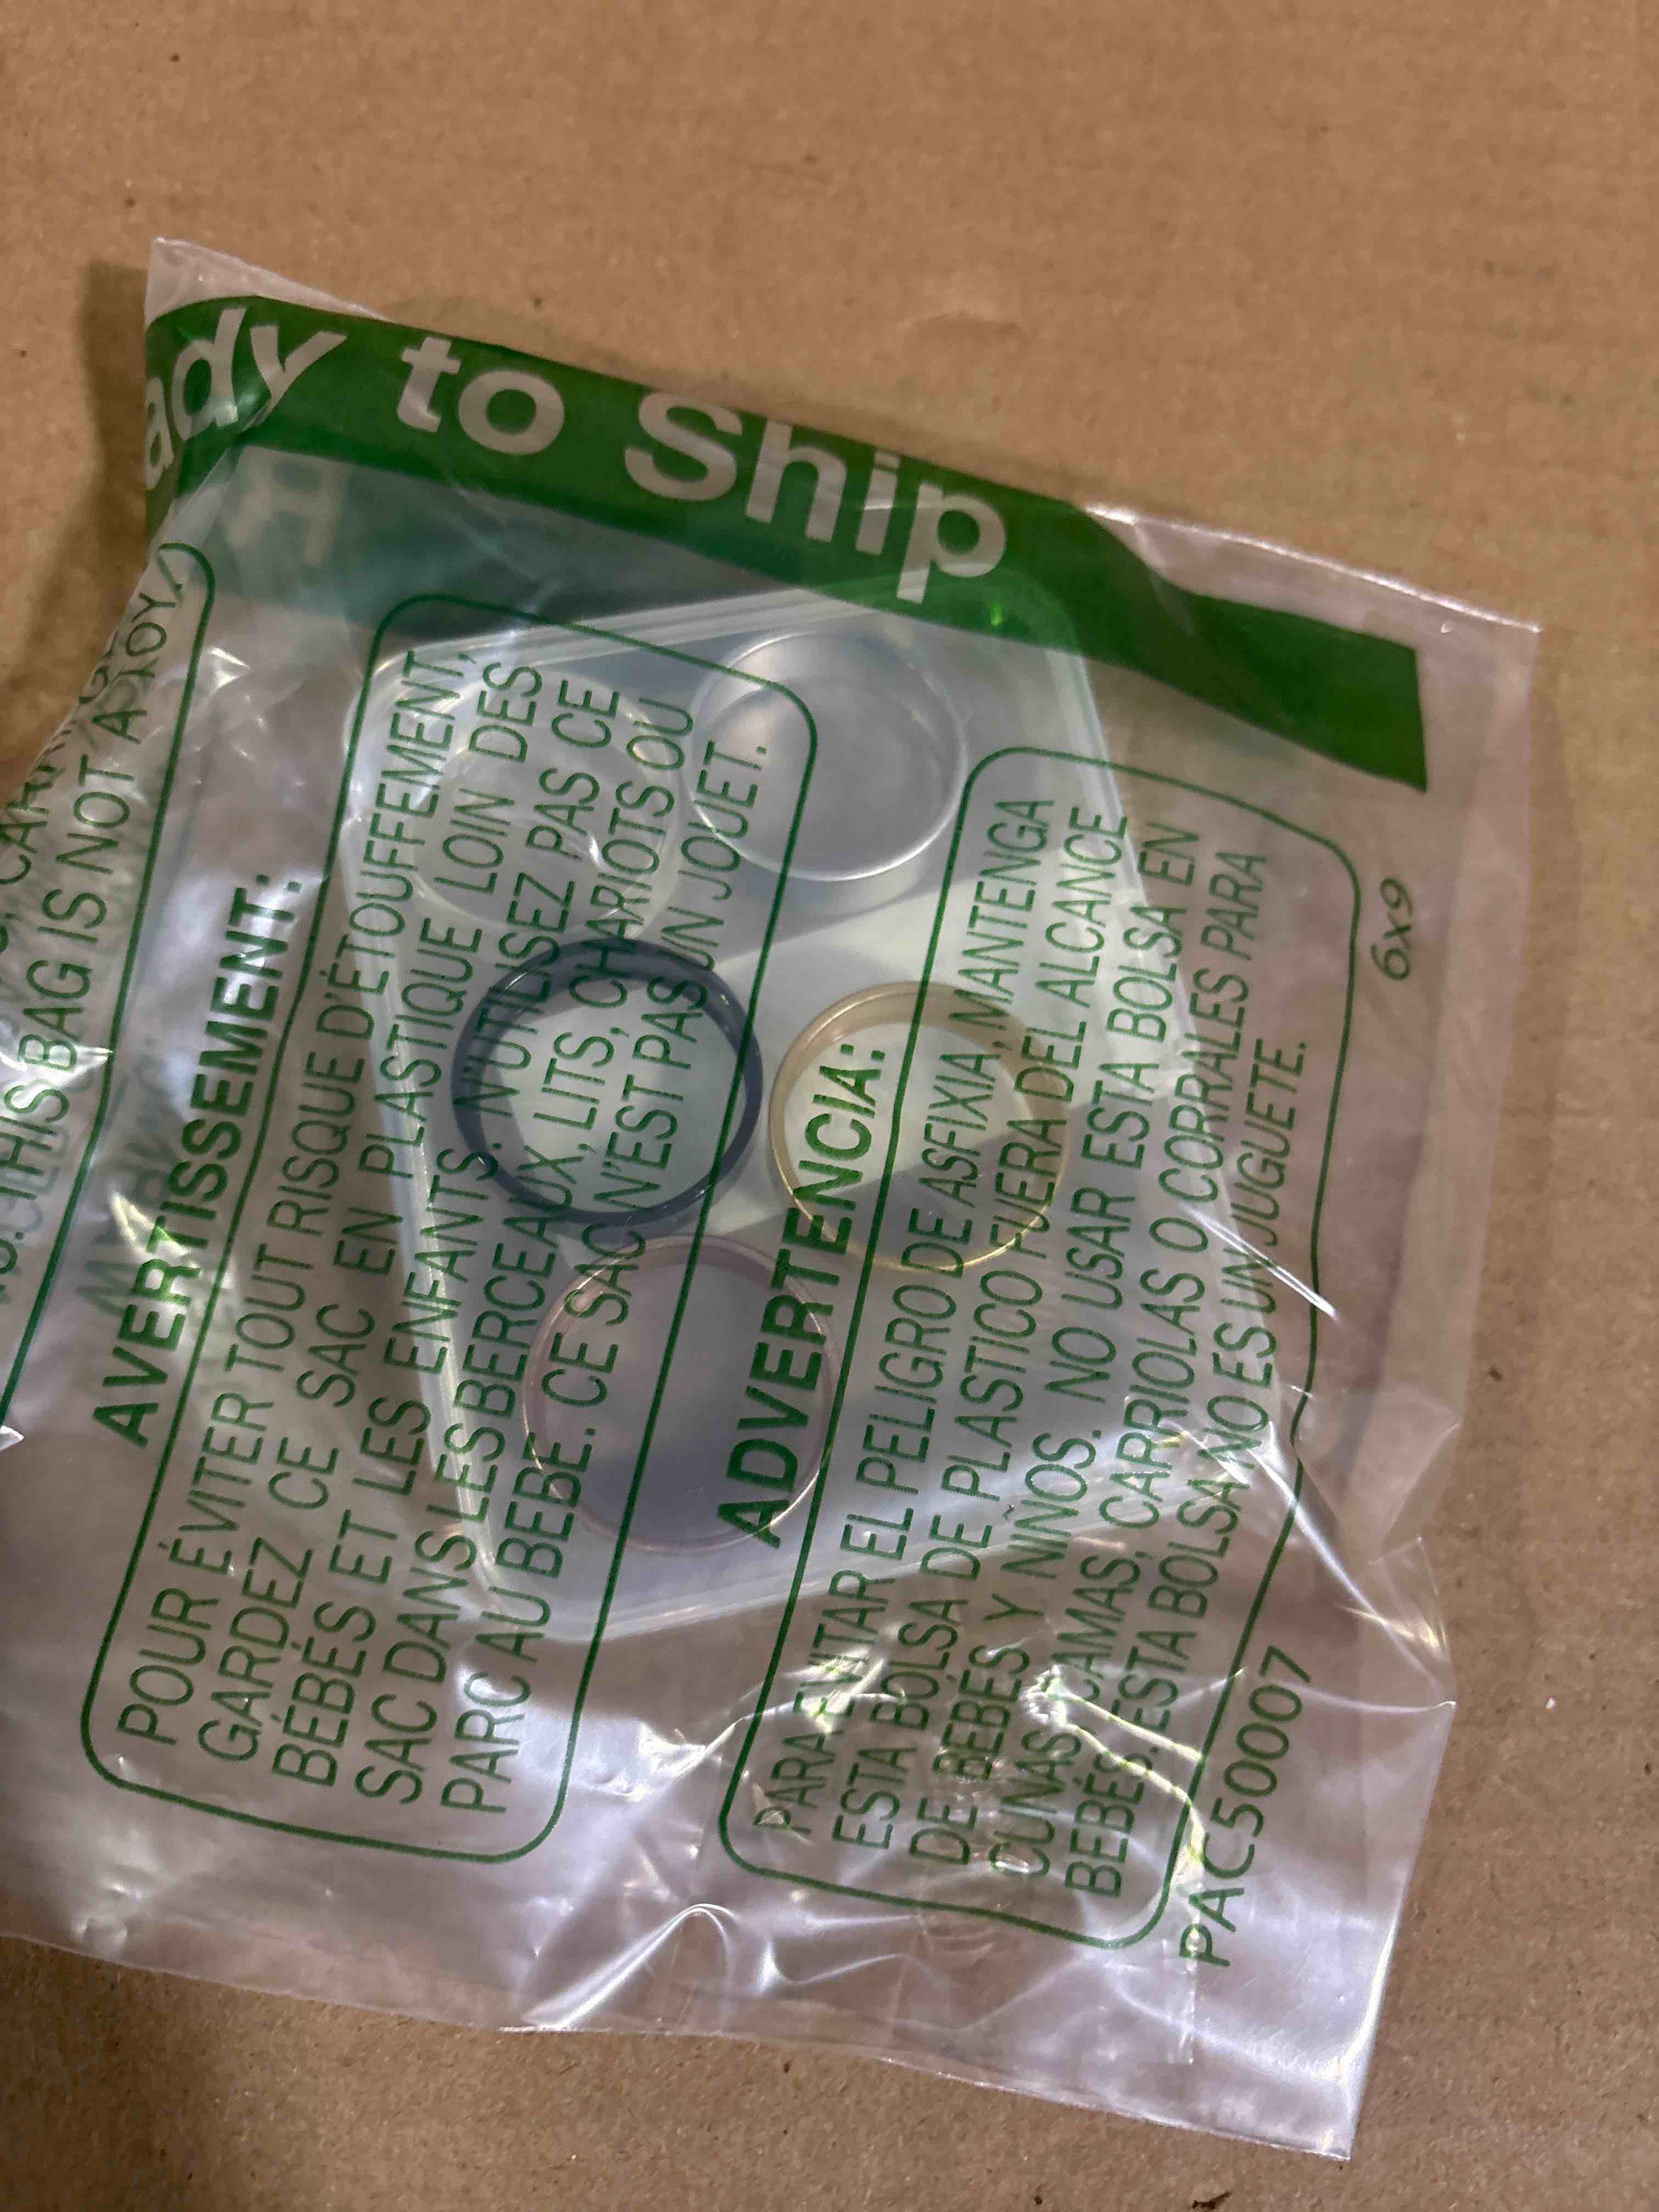 ady to Ship
THIS BAG IS NOT A TOY.
AVERTISSEMENT:
POUR ÉVITER TOUT RISQUE D'ÉTOUFFEMENT,
GARDEZ CE SAC EN PLASTIQUE LOIN DES
BÉBÉS ET LES ENFANTS. N'UTILISEZ PAS CE
SAC DANS LES BERCEAUX, LITS, CHARIOTS OU
PARC AU BEBE. CE SAC N'EST PAS UN JOUET.
ADVERTENCIA:
PARA EVITAR EL PELIGRO DE ASFIXIA, MANTENGA
ESTA BOLSA DE PLASTICO FUERA DEL ALCANCE
DE BEBÉS Y NIÑOS. NO USAR ESTA BOLSA EN
CUNAS, CAMAS, CARRIOLAS O CORRALES PARA
BEBÉS. ESTA BOLSA NO ES UN JUGUETE.
PAC50007
6x9